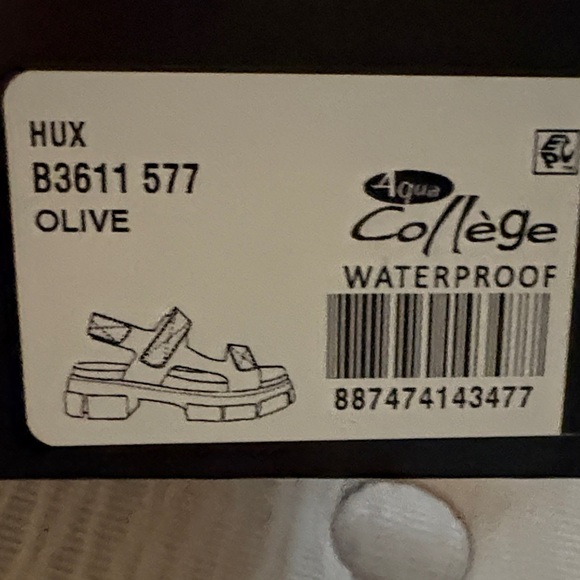 HUX
B3611 577
OLIVE
Aqua
Collège
WATERPROOF
887474143477